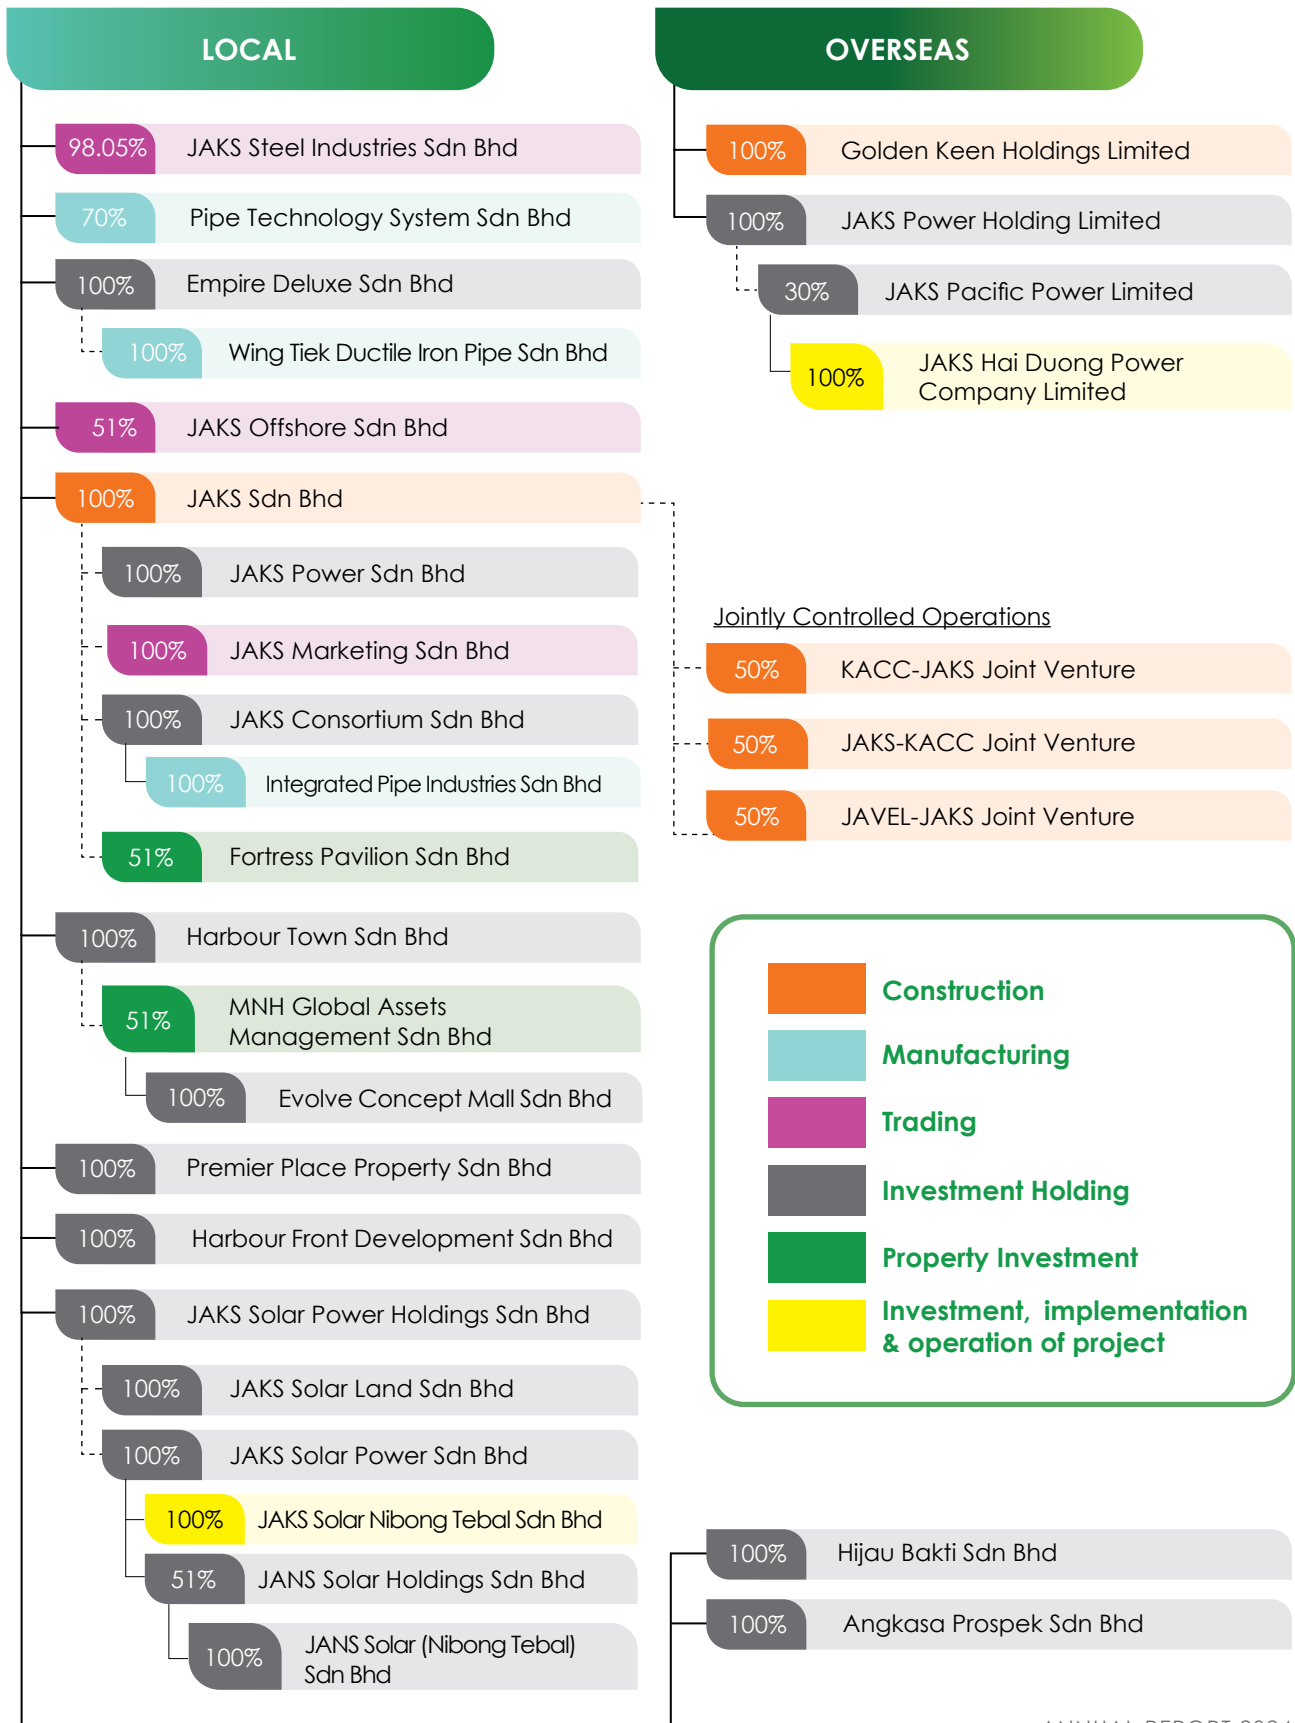 LOCAL
98.05% JAKS Steel Industries Sdn Bhd
70% Pipe Technology System Sdn Bhd
100% Empire Deluxe Sdn Bhd
100% Wing Tiek Ductile Iron Pipe Sdn Bhd
51% JAKS Offshore Sdn Bhd
100% JAKS Sdn Bhd
100% JAKS Power Sdn Bhd
100% JAKS Marketing Sdn Bhd
100% JAKS Consortium Sdn Bhd
100% Integrated Pipe Industries Sdn Bhd
51% Fortress Pavilion Sdn Bhd
100% Harbour Town Sdn Bhd
51% MNH Global Assets
Management Sdn Bhd
100% Evolve Concept Mall Sdn Bhd
100% Premier Place Property Sdn Bhd
100% Harbour Front Development Sdn Bhd
100% JAKS Solar Power Holdings Sdn Bhd
100% JAKS Solar Land Sdn Bhd
100% JAKS Solar Power Sdn Bhd
100% JAKS Solar Nibong Tebal Sdn Bhd
51% JANS Solar Holdings Sdn Bhd
100% JANS Solar (Nibong Tebal)
Sdn Bhd
OVERSEAS
100% Golden Keen Holdings Limited
100% JAKS Power Holding Limited
30% JAKS Pacific Power Limited
100% JAKS Hai Duong Power
Company Limited
Jointly Controlled Operations
50% KACC-JAKS Joint Venture
50% JAKS-KACC Joint Venture
50% JAVEL-JAKS Joint Venture
Construction
Manufacturing
Trading
Investment Holding
Property Investment
Investment, implementation
& operation of project
100% Hijau Bakti Sdn Bhd
100% Angkasa Prospek Sdn Bhd
ANNUAL REPORT